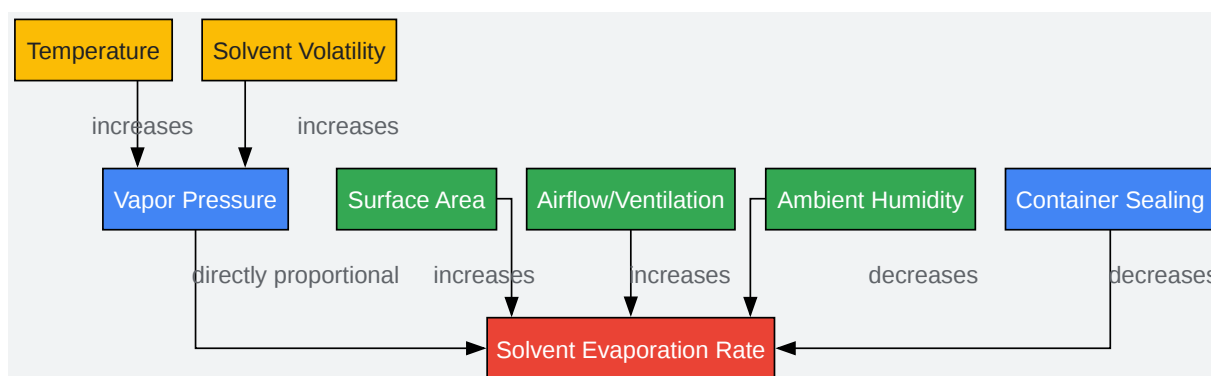 Temperature
Solvent Volatility
increases
increases
Vapor Pressure
Surface Area
Airflow/Ventilation
Ambient Humidity
Container Sealing
directly proportional
increases
increases
decreases
decreases
Solvent Evaporation Rate